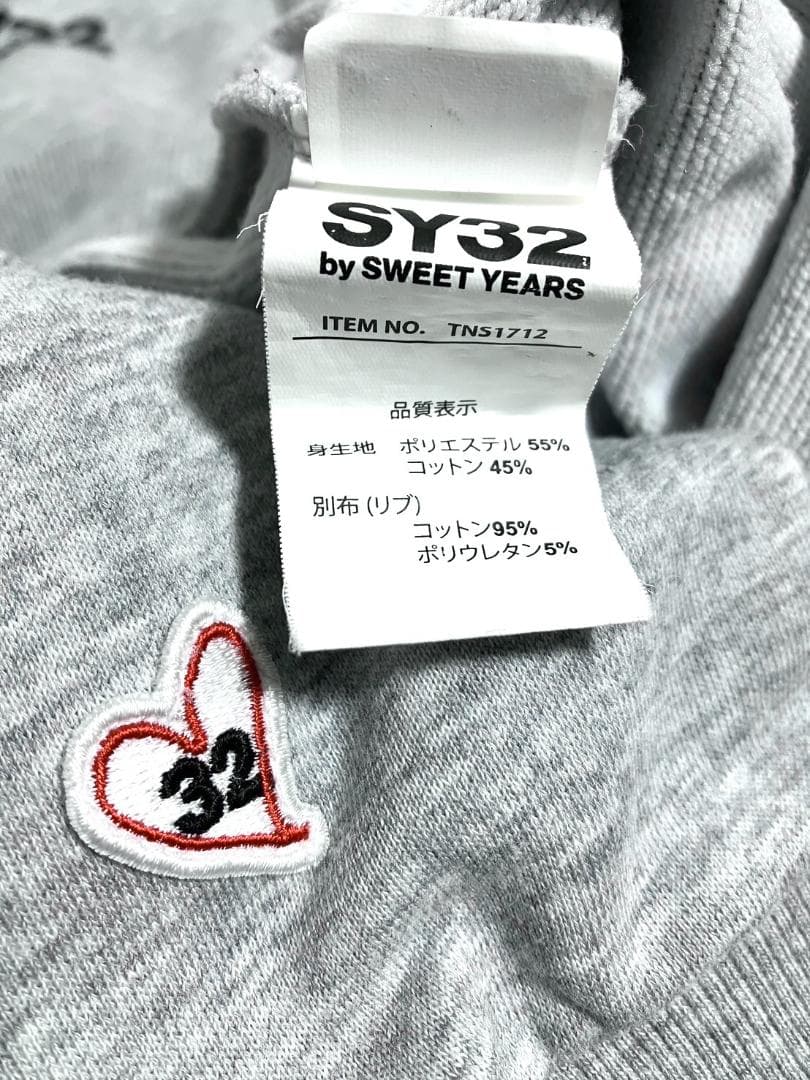 SY32
by SWEET YEARS
ITEM NO. TNS1712
品質表示
身生地 ポリエステル 55%
コットン 45%
別布 (リブ)
コットン95%
ポリウレタン5%
32